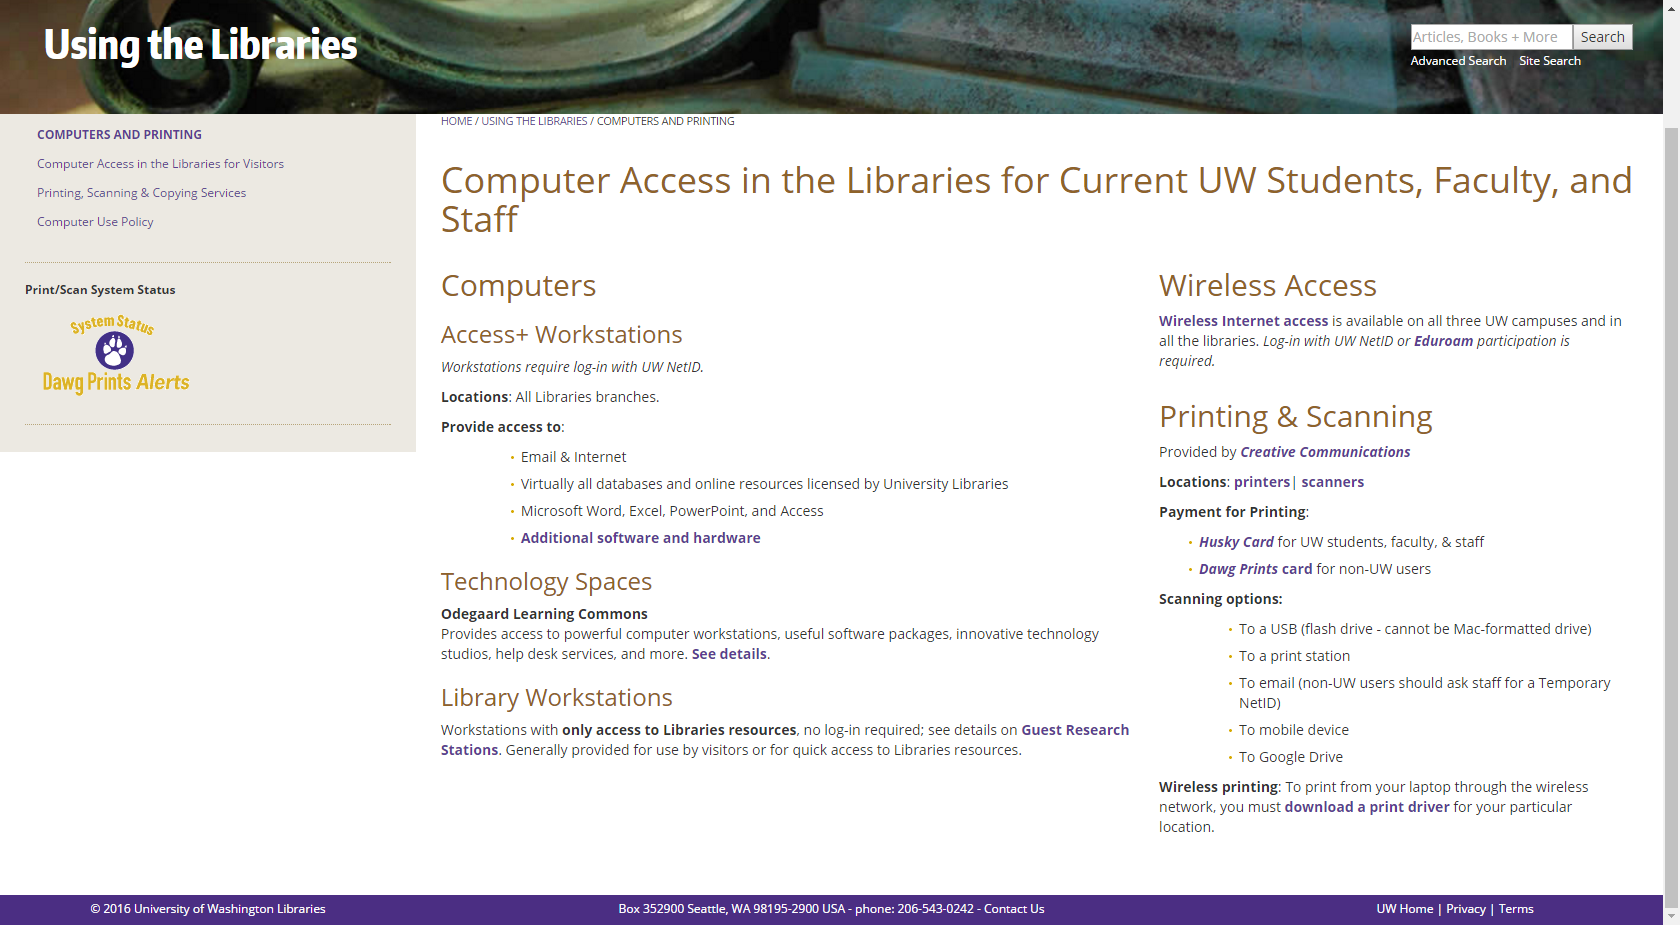 Using the Libraries
Articles, Books + More
Search
Advanced Search
Site Search
COMPUTERS AND PRINTING
Computer Access in the Libraries for Visitors
Printing, Scanning & Copying Services
Computer Use Policy
Print/Scan System Status
System Status
Dawg Prints Alerts
HOME / USING THE LIBRARIES / COMPUTERS AND PRINTING
Computer Access in the Libraries for Current UW Students, Faculty, and
Staff
Computers
Access+ Workstations
Workstations require log-in with UW NetID.
Locations: All Libraries branches.
Provide access to:
Email & Internet
Virtually all databases and online resources licensed by University Libraries
Microsoft Word, Excel, PowerPoint, and Access
Additional software and hardware
Technology Spaces
Odegaard Learning Commons
Provides access to powerful computer workstations, useful software packages, innovative technology
studios, help desk services, and more. See details.
Library Workstations
Workstations with only access to Libraries resources, no log-in required; see details on Guest Research
Stations. Generally provided for use by visitors or for quick access to Libraries resources.
Wireless Access
Wireless Internet access is available on all three UW campuses and in
all the libraries. Log-in with UW NetID or Eduroam participation is
required.
Printing & Scanning
Provided by Creative Communications
Locations: printers| scanners
Payment for Printing:
Husky Card for UW students, faculty, & staff
Dawg Prints card for non-UW users
Scanning options:
To a USB (flash drive - cannot be Mac-formatted drive)
To a print station
To email (non-UW users should ask staff for a Temporary
NetID)
To mobile device
To Google Drive
Wireless printing: To print from your laptop through the wireless
network, you must download a print driver for your particular
location.
© 2016 University of Washington Libraries
Box 352900 Seattle, WA 98195-2900 USA - phone: 206-543-0242 - Contact Us
UW Home | Privacy | Terms